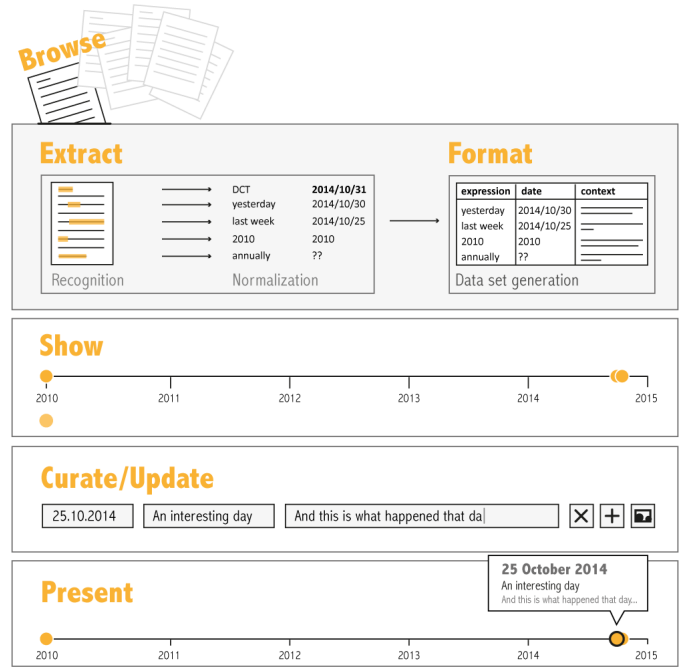 Browse
Extract
Format
DCT 2014/10/31
yesterday 2014/10/30
last week 2014/10/25
2010 2010
annually ??
Recognition
Normalization
expression date context
yesterday 2014/10/30
last week 2014/10/25
2010 2010
annually ??
Data set generation
Show
2010 2011 2012 2013 2014 2015
Curate/Update
25.10.2014 An interesting day And this is what happened that da
Present
25 October 2014
An interesting day
And this is what happened that day...
2010 2011 2012 2013 2014 2015